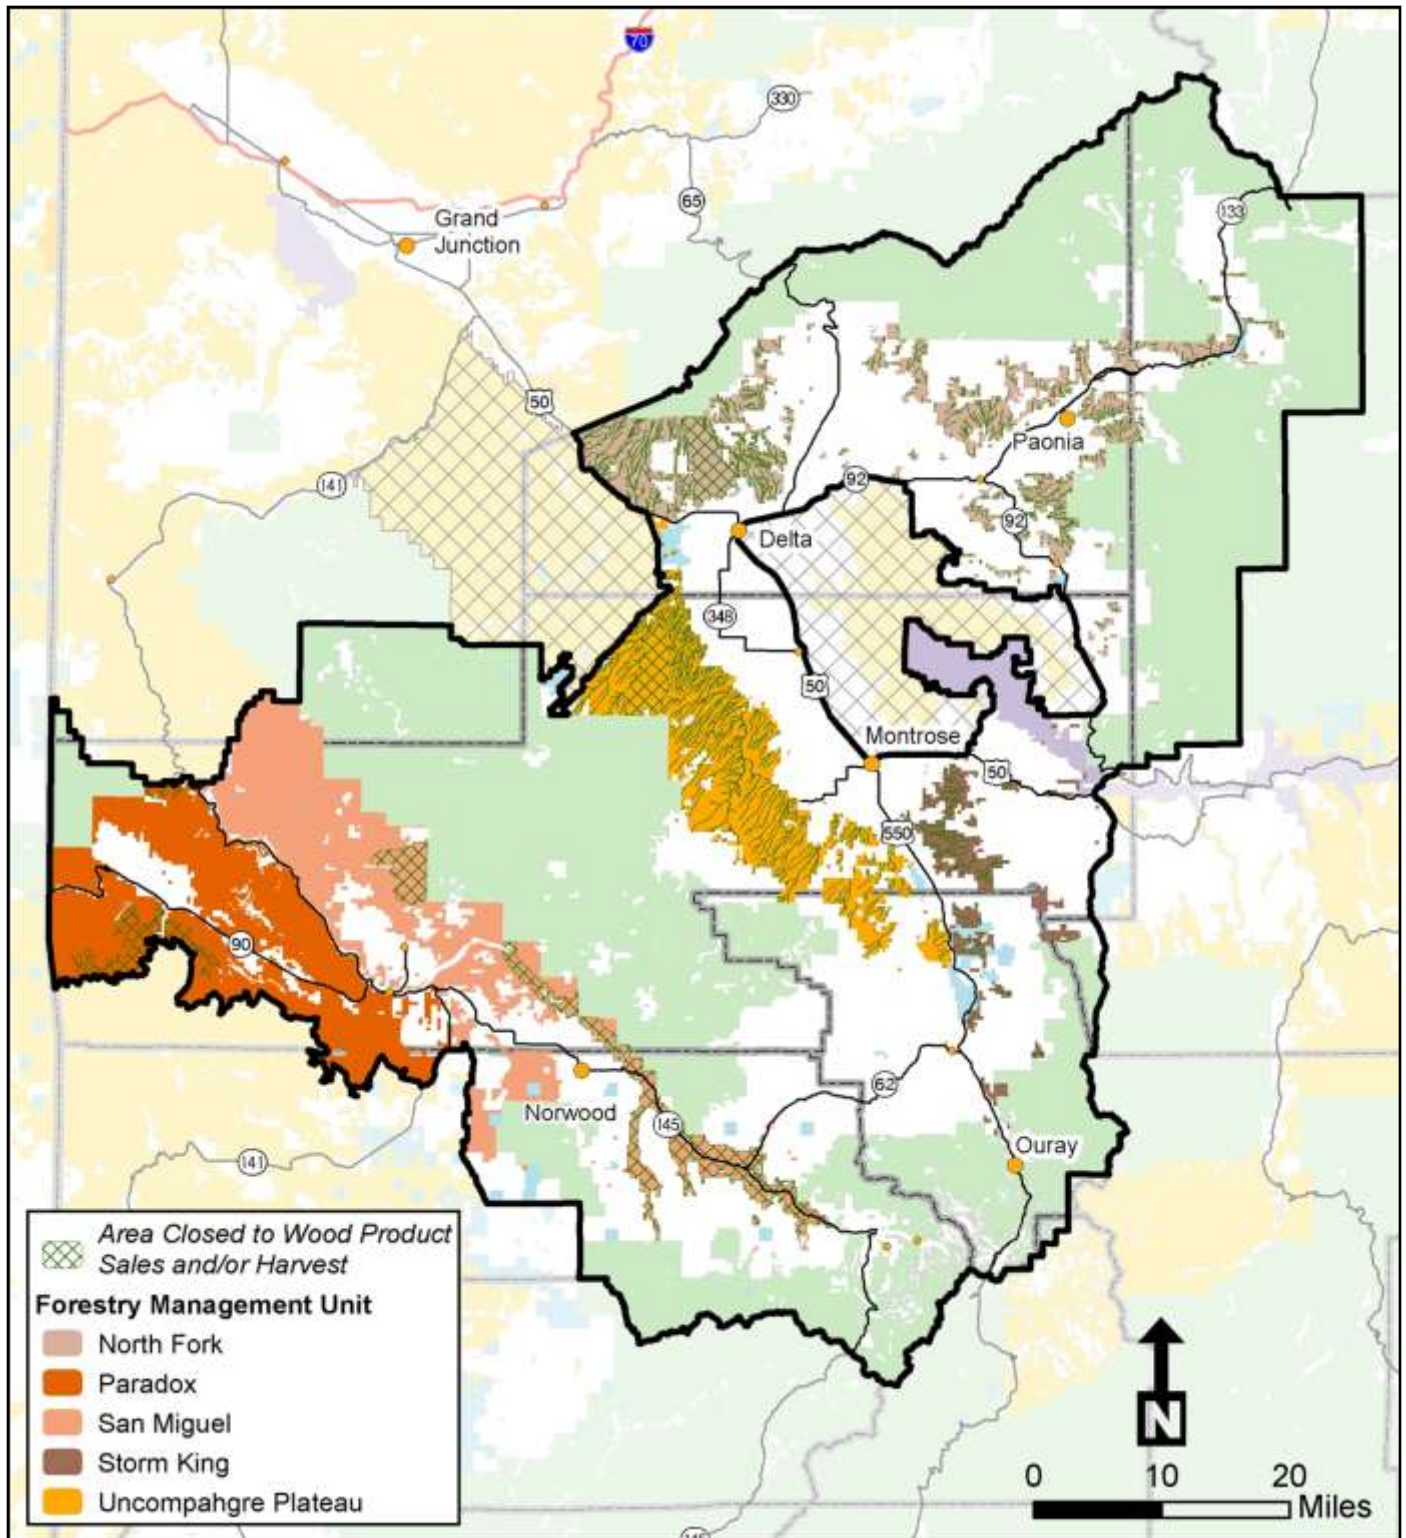 70
330
65
133
Grand
Junction
50
Paonia
141
92
92
Delta
348
50
Montrose
50
550
90
62
Norwood
145
Ouray
141
Area Closed to Wood Product
Sales and/or Harvest
Forestry Management Unit
North Fork
Paradox
San Miguel
Storm King
Uncompahgre Plateau
N
0 10 20
Miles